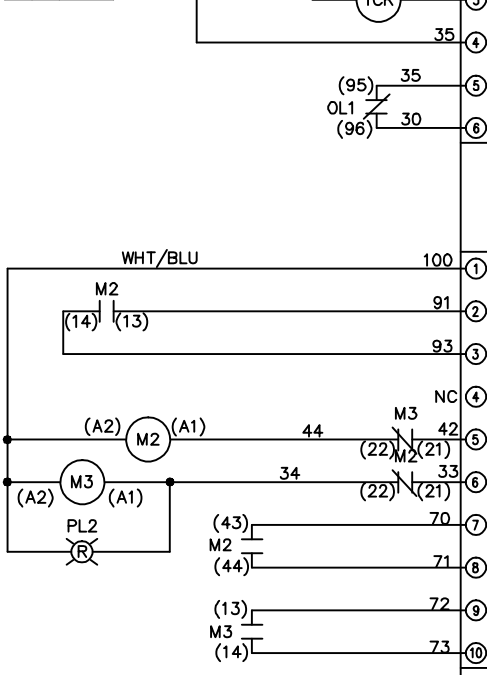 TCR 3
35 4
(95) 35 5
OL1
(96) 30 6
WHT/BLU 100 1
M2
(14) (13) 91 2
93 3
NC 4
M3
(A2) M2 (A1) 44 (22) (21) 42 5
M2
(A2) M3 (A1) 34 (22) (21) 33 6
PL2
R
(43) 70 7
M2
(44) 71 8
(13) 72 9
M3
(14) 73 10